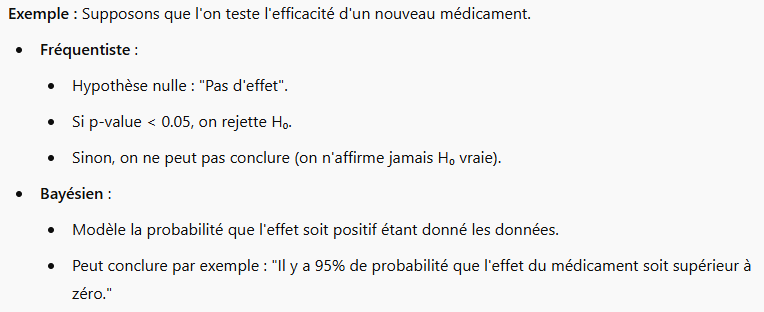 Exemple : Supposons que l'on teste l'efficacité d'un nouveau médicament.
• Fréquentiste :
• Hypothèse nulle : "Pas d'effet".
• Si p-value < 0.05, on rejette H₀.
• Sinon, on ne peut pas conclure (on n'affirme jamais H₀ vraie).
• Bayésien :
• Modèle la probabilité que l'effet soit positif étant donné les données.
• Peut conclure par exemple : "Il y a 95% de probabilité que l'effet du médicament soit supérieur à
zéro."